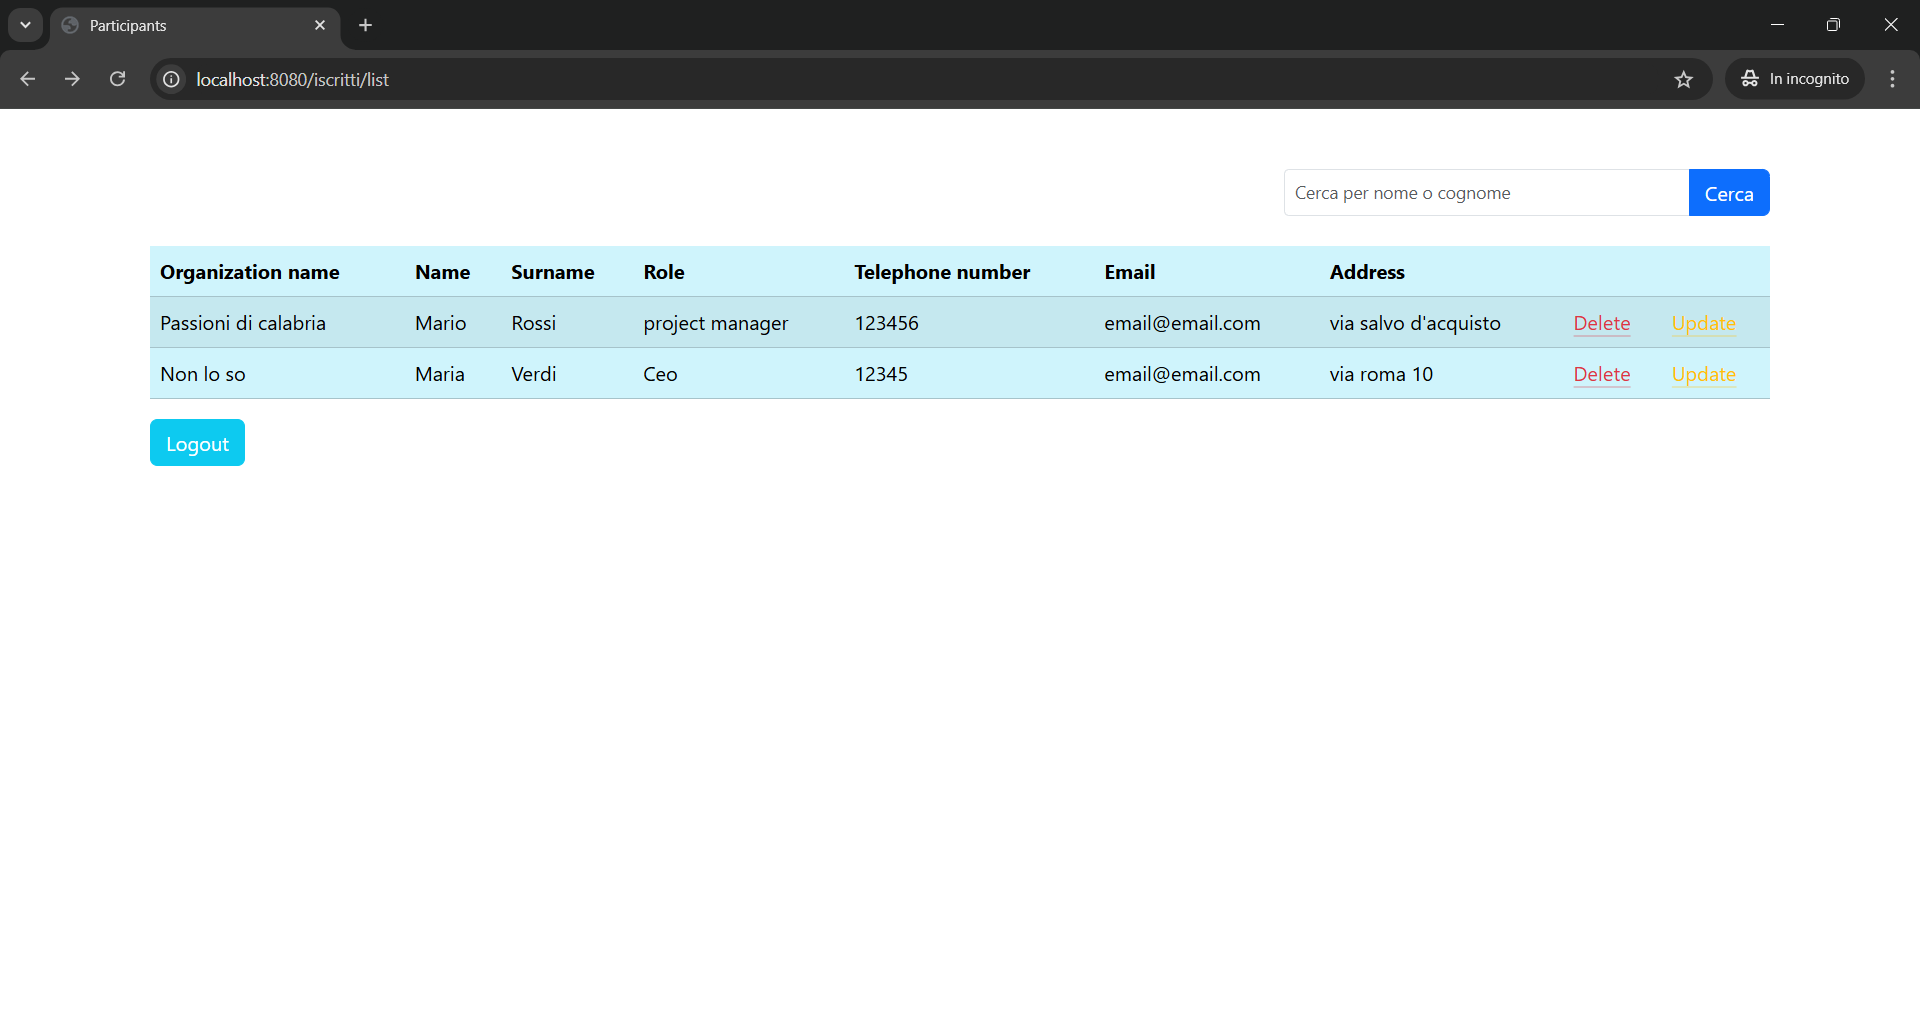 Participants
localhost:8080/iscritti/list
In incognito
Cerca per nome o cognome
Cerca
Organization name Name Surname Role Telephone number Email Address
Passioni di calabria Mario Rossi project manager 123456 email@email.com via salvo d'acquisto Delete Update
Non lo so Maria Verdi Ceo 12345 email@email.com via roma 10 Delete Update
Logout